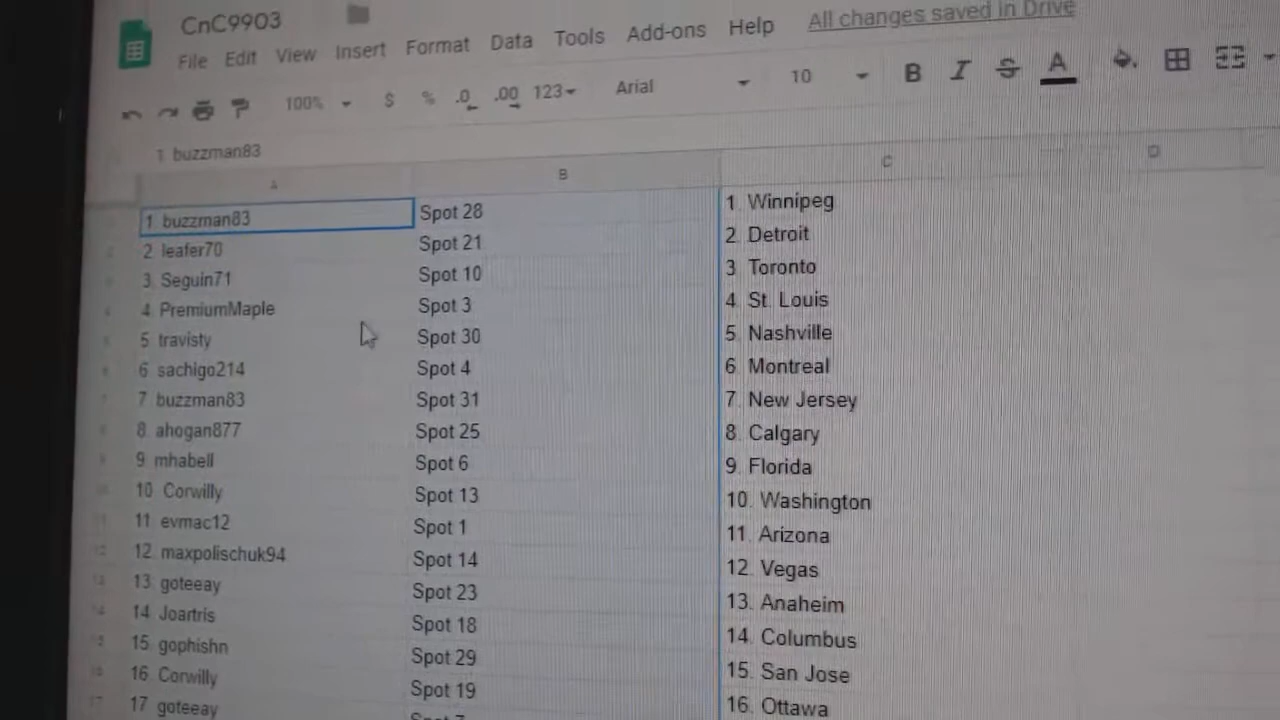 CnC9903
File Edit View Insert Format Data Tools Add-ons Help All changes saved in Drive
100% $ % .0 .00 123 Arial 10 B I S A
1 buzzman83
A B C D
1 buzzman83 Spot 28 1 Winnipeg
2 leafer70 Spot 21 2 Detroit
3 Seguin71 Spot 10 3 Toronto
4 PremiumMaple Spot 3 4 St. Louis
5 travisty Spot 30 5 Nashville
6 sachigo214 Spot 4 6 Montreal
7 buzzman83 Spot 31 7 New Jersey
8 ahogan877 Spot 25 8. Calgary
9 mhabell Spot 6 9. Florida
10 Corwilly Spot 13 10. Washington
11 evmac12 Spot 1 11. Arizona
12 maxpolischuk94 Spot 14 12. Vegas
13 goteeay Spot 23 13. Anaheim
14 Joartris Spot 18 14. Columbus
15 gophishn Spot 29 15. San Jose
16 Corwilly Spot 19 16. Ottawa
17 goteeay